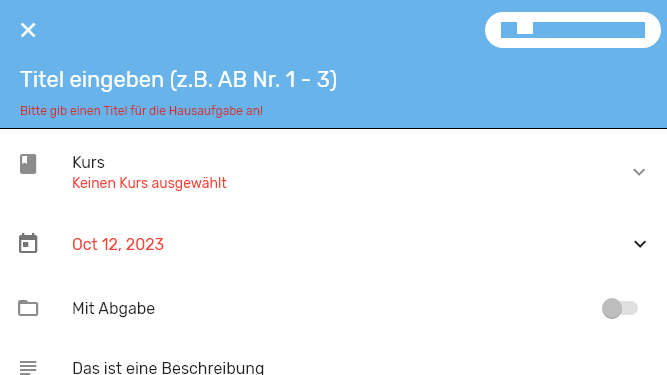 Titel eingeben (z.B. AB Nr. 1 - 3)
Bitte gib einen Titel für die Hausaufgabe an!
Kurs
Keinen Kurs ausgewählt
Oct 12, 2023
Mit Abgabe
Das ist eine Beschreibung